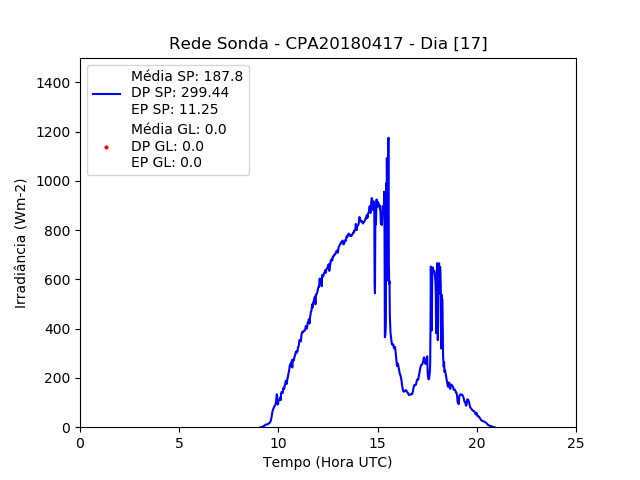 Rede Sonda - CPA20180417 - Dia [17]
Média SP: 187.8
DP SP: 299.44
EP SP: 11.25
Média GL: 0.0
DP GL: 0.0
EP GL: 0.0
Irradiância (Wm-2)
1400
1200
1000
800
600
400
200
0
0 5 10 15 20 25
Tempo (Hora UTC)